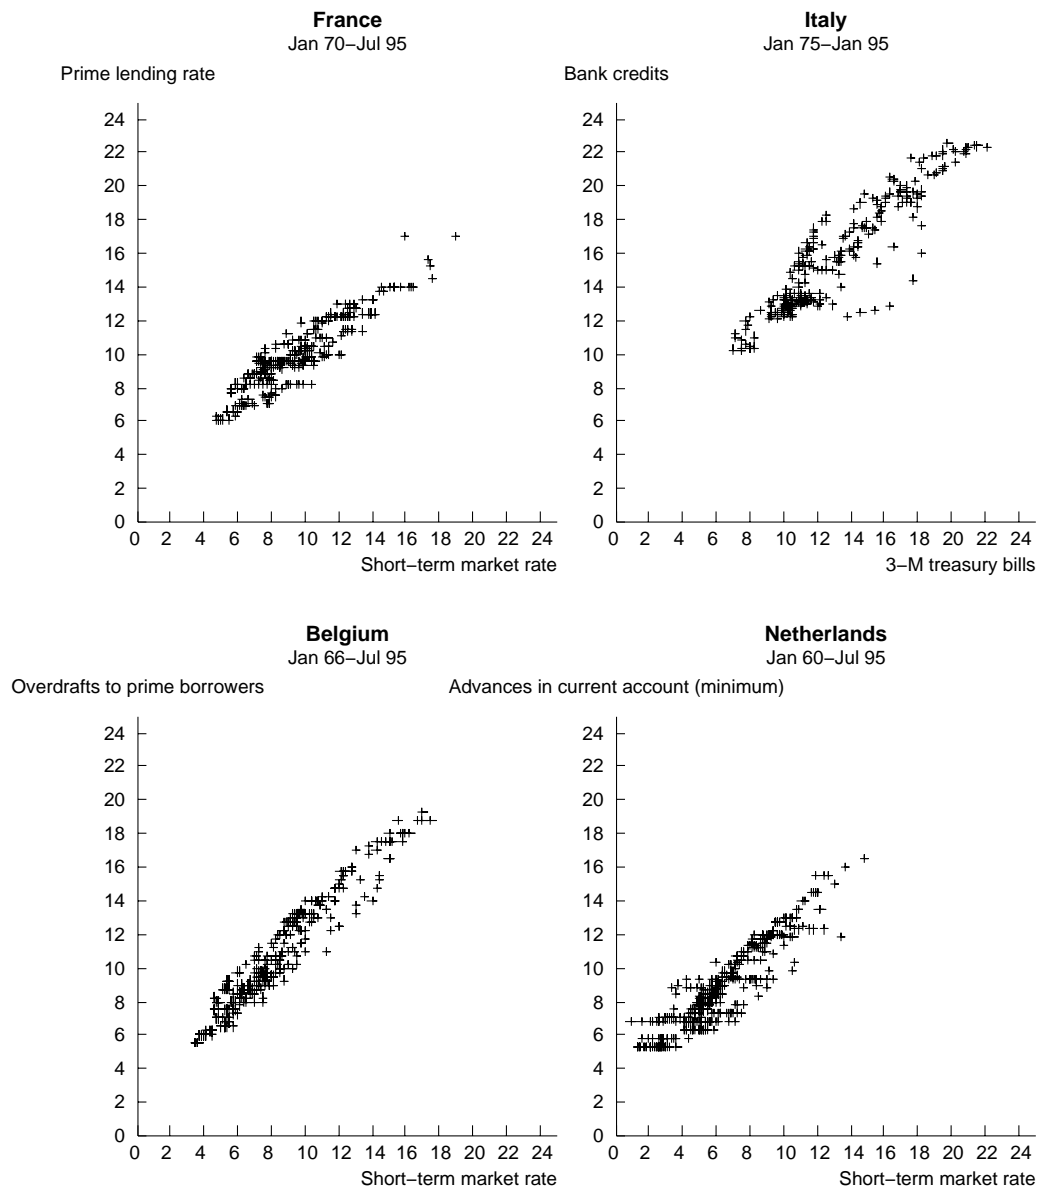 France
Jan 70–Jul 95
Prime lending rate
24
22
20
18
16
14
12
10
8
6
4
2
0
0 2 4 6 8 10 12 14 16 18 20 22 24
Short–term market rate
Italy
Jan 75–Jan 95
Bank credits
24
22
20
18
16
14
12
10
8
6
4
2
0
0 2 4 6 8 10 12 14 16 18 20 22 24
3–M treasury bills
Belgium
Jan 66–Jul 95
Overdrafts to prime borrowers
24
22
20
18
16
14
12
10
8
6
4
2
0
0 2 4 6 8 10 12 14 16 18 20 22 24
Short–term market rate
Netherlands
Jan 60–Jul 95
Advances in current account (minimum)
24
22
20
18
16
14
12
10
8
6
4
2
0
0 2 4 6 8 10 12 14 16 18 20 22 24
Short–term market rate